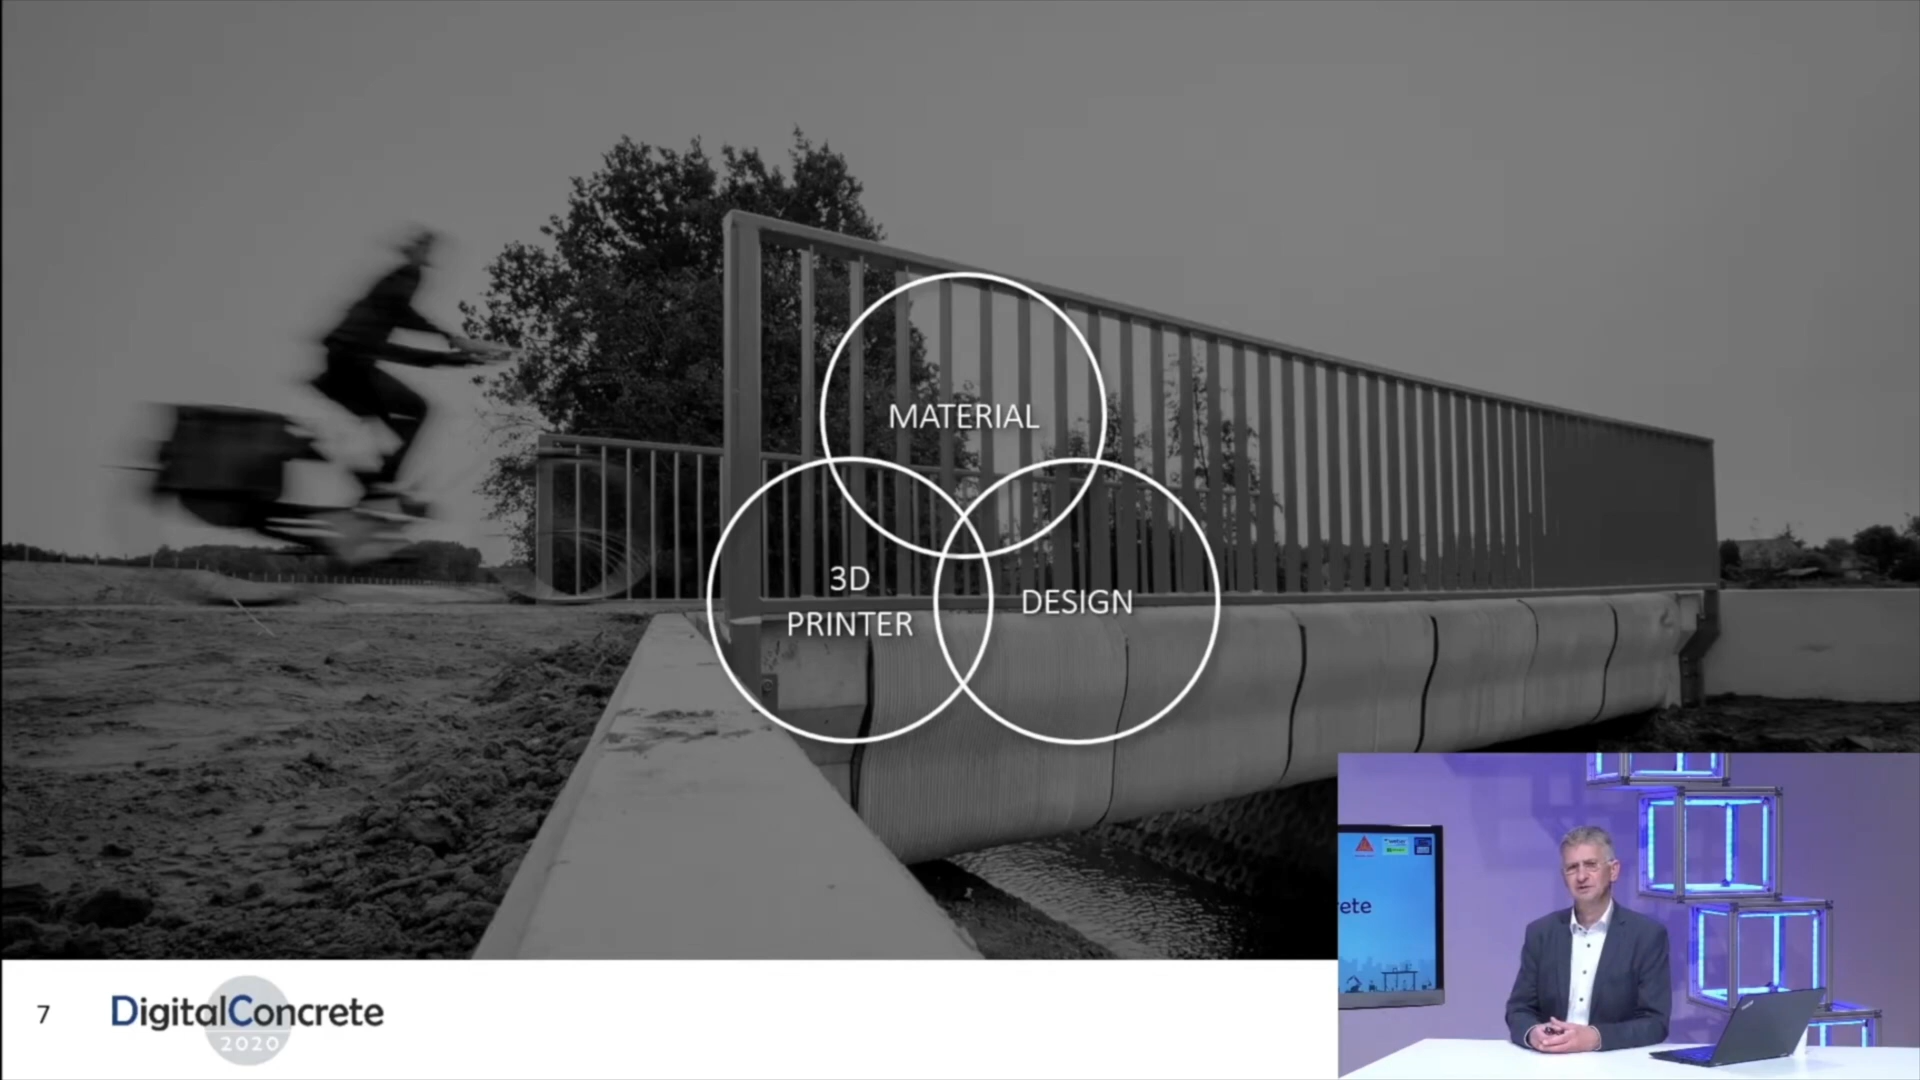 MATERIAL
3D
PRINTER
DESIGN
ete
7
DigitalConcrete
2020